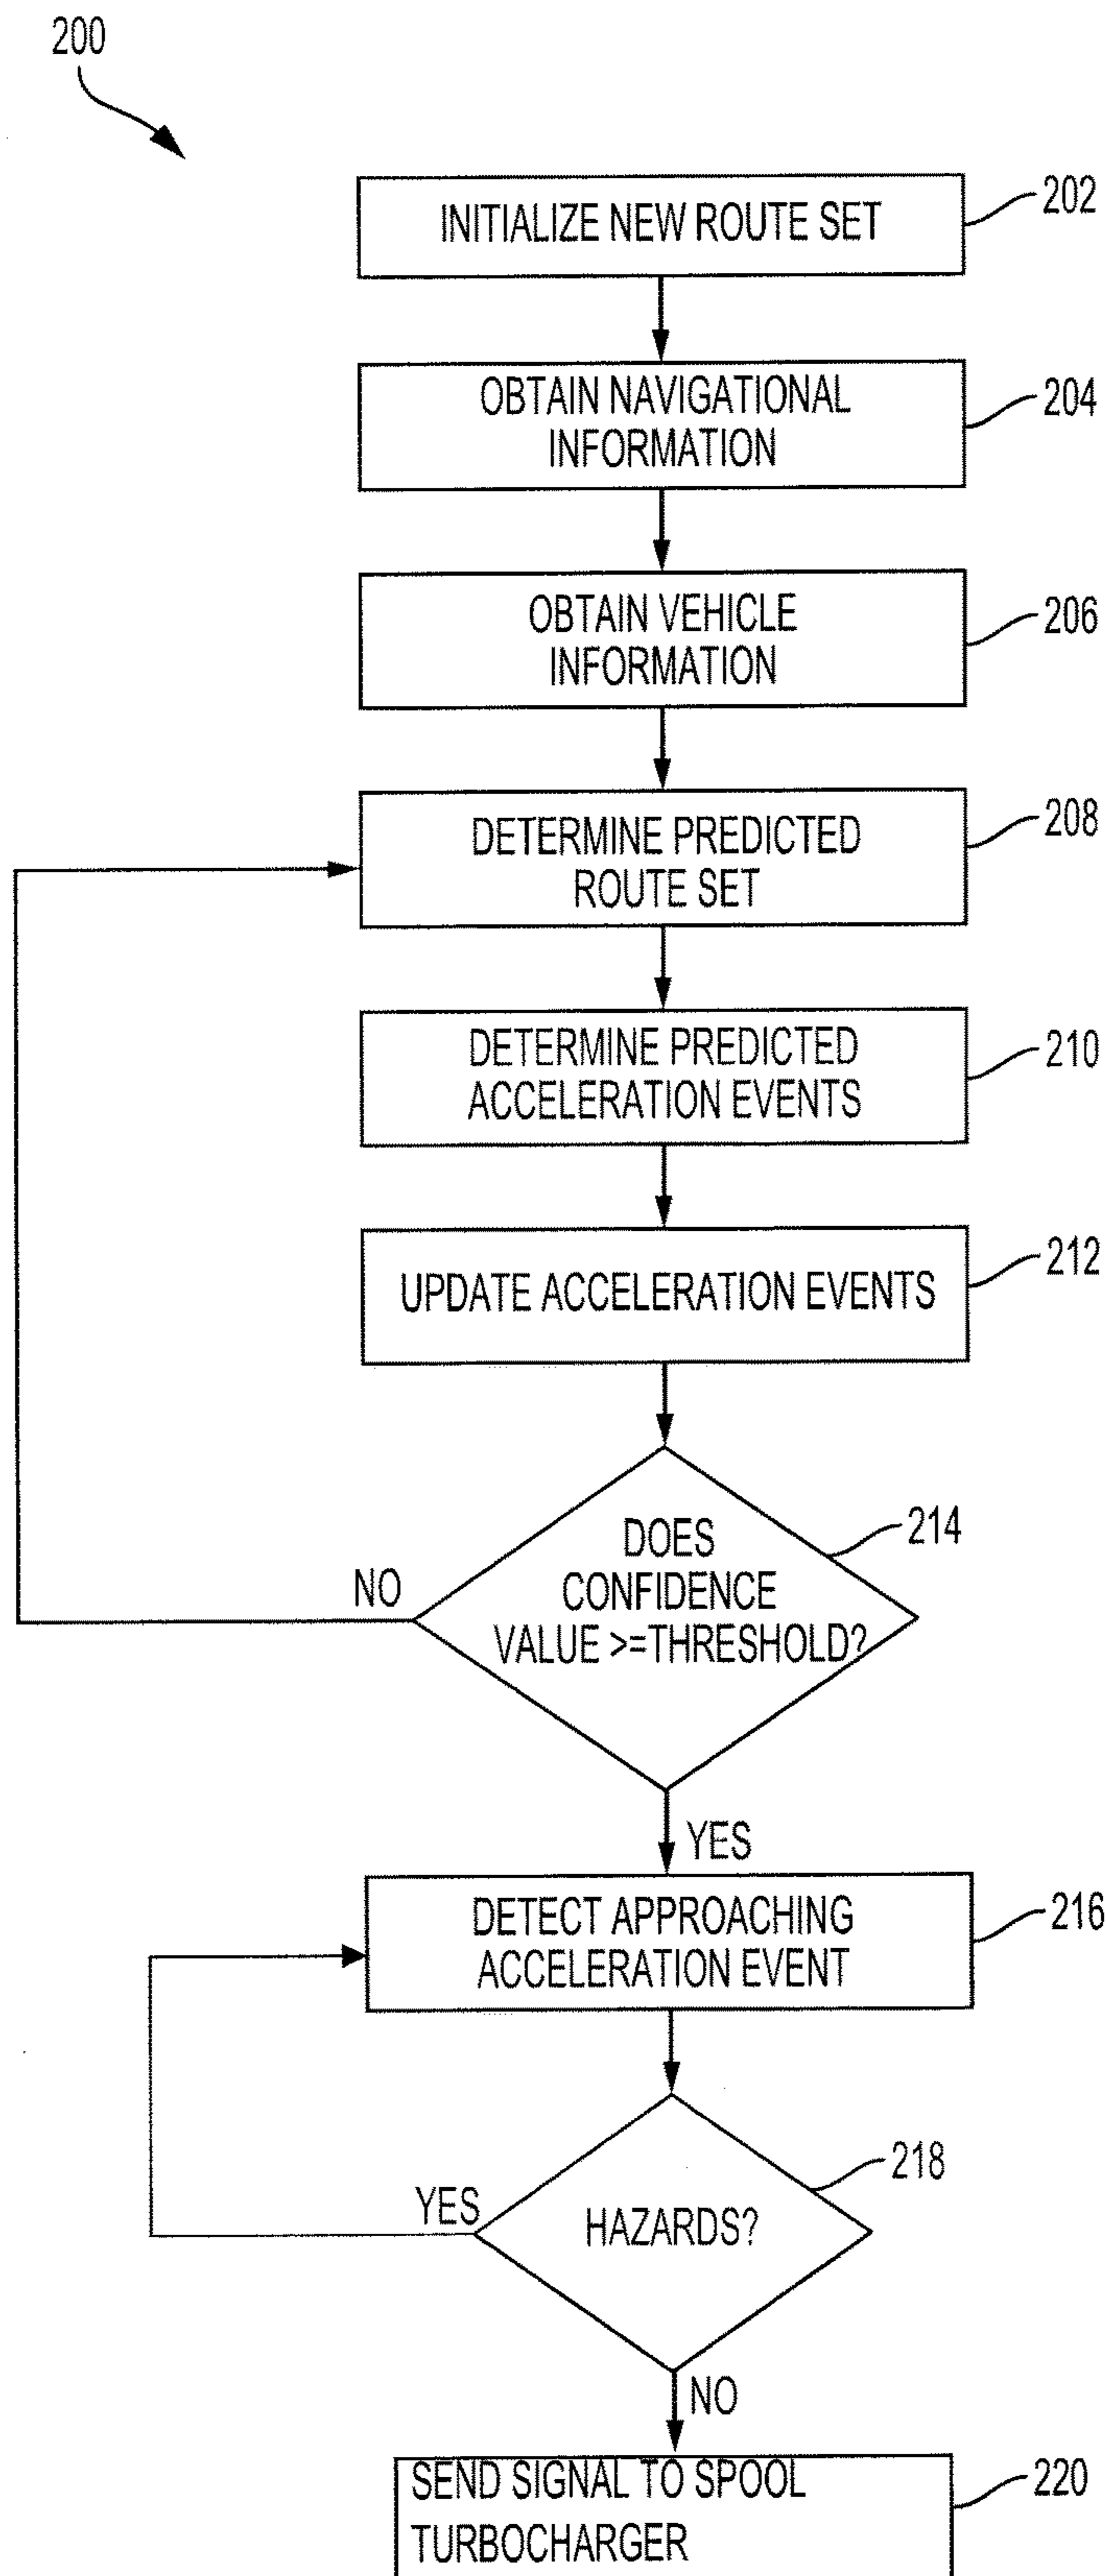 200
INITIALIZE NEW ROUTE SET
202
OBTAIN NAVIGATIONAL
INFORMATION
204
OBTAIN VEHICLE
INFORMATION
206
DETERMINE PREDICTED
ROUTE SET
208
DETERMINE PREDICTED
ACCELERATION EVENTS
210
UPDATE ACCELERATION EVENTS
212
DOES
CONFIDENCE
VALUE >=THRESHOLD?
214
NO
YES
DETECT APPROACHING
ACCELERATION EVENT
216
HAZARDS?
218
YES
NO
SEND SIGNAL TO SPOOL
TURBOCHARGER
220